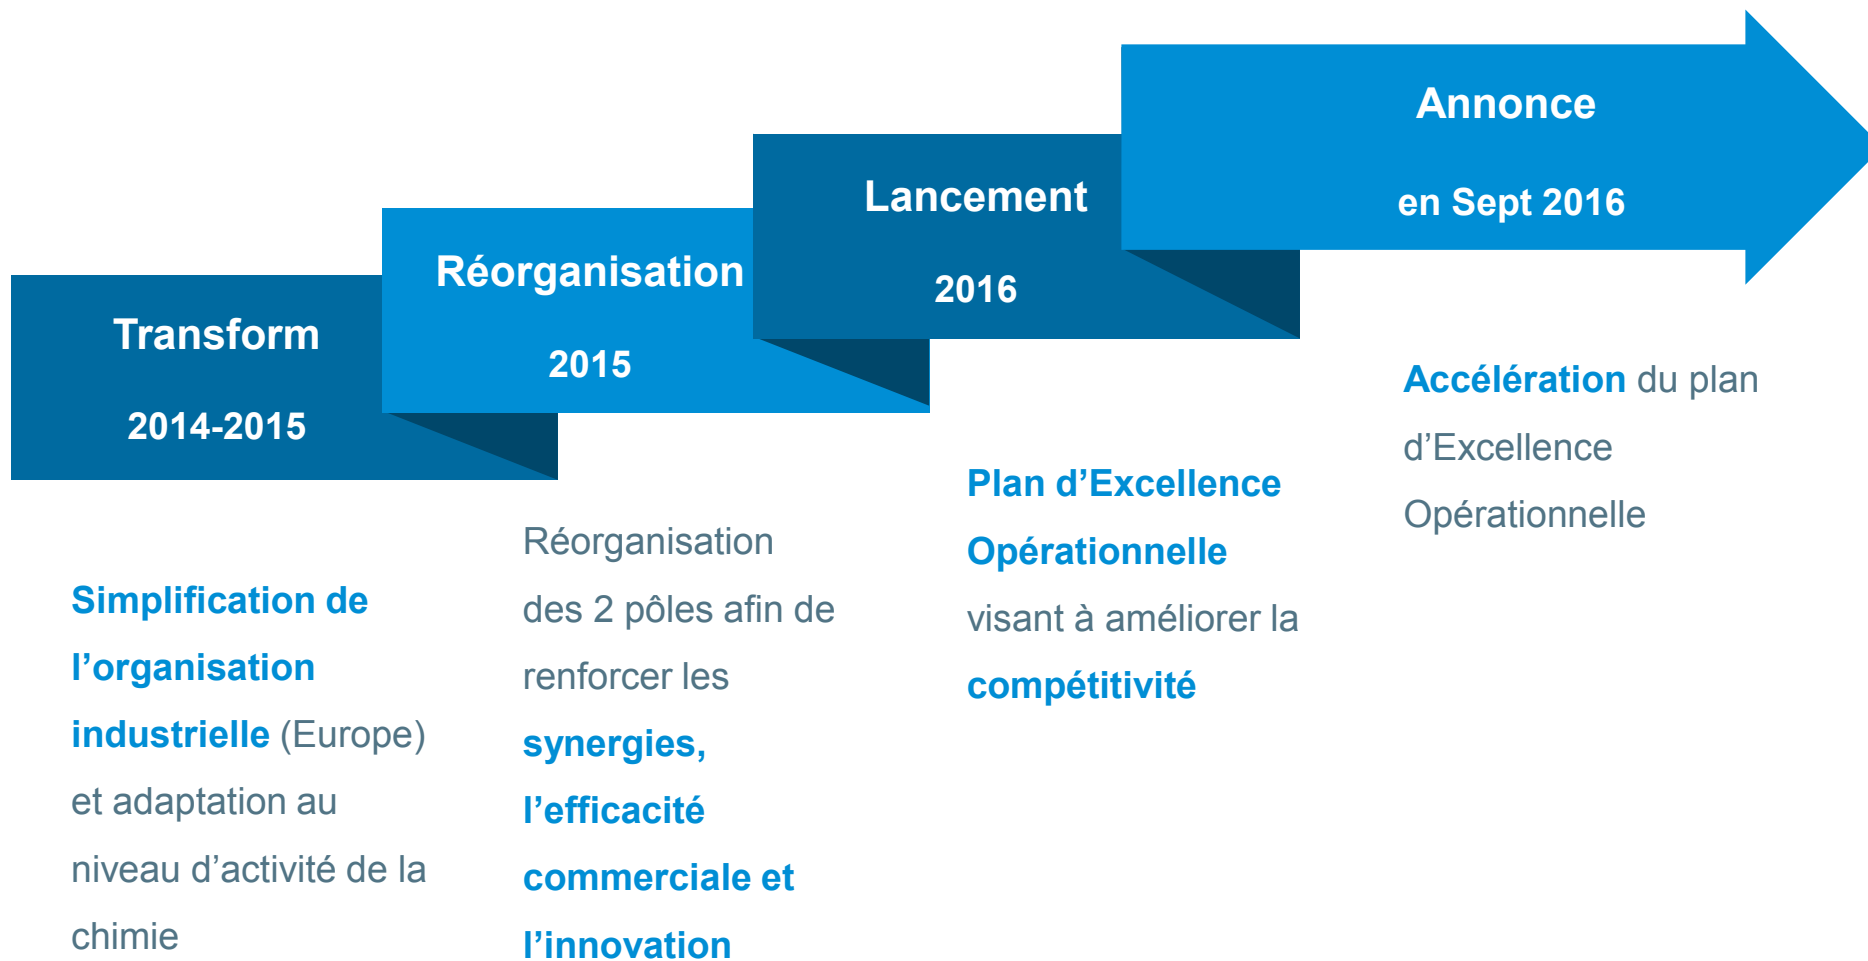 Transform
2014-2015
Simplification de
l’organisation
industrielle (Europe)
et adaptation au
niveau d’activité de la
chimie
Réorganisation
2015
Réorganisation
des 2 pôles afin de
renforcer les
synergies,
l’efficacité
commerciale et
l’innovation
Lancement
2016
Plan d’Excellence
Opérationnelle
visant à améliorer la
compétitivité
Annonce
en Sept 2016
Accélération du plan
d’Excellence
Opérationnelle